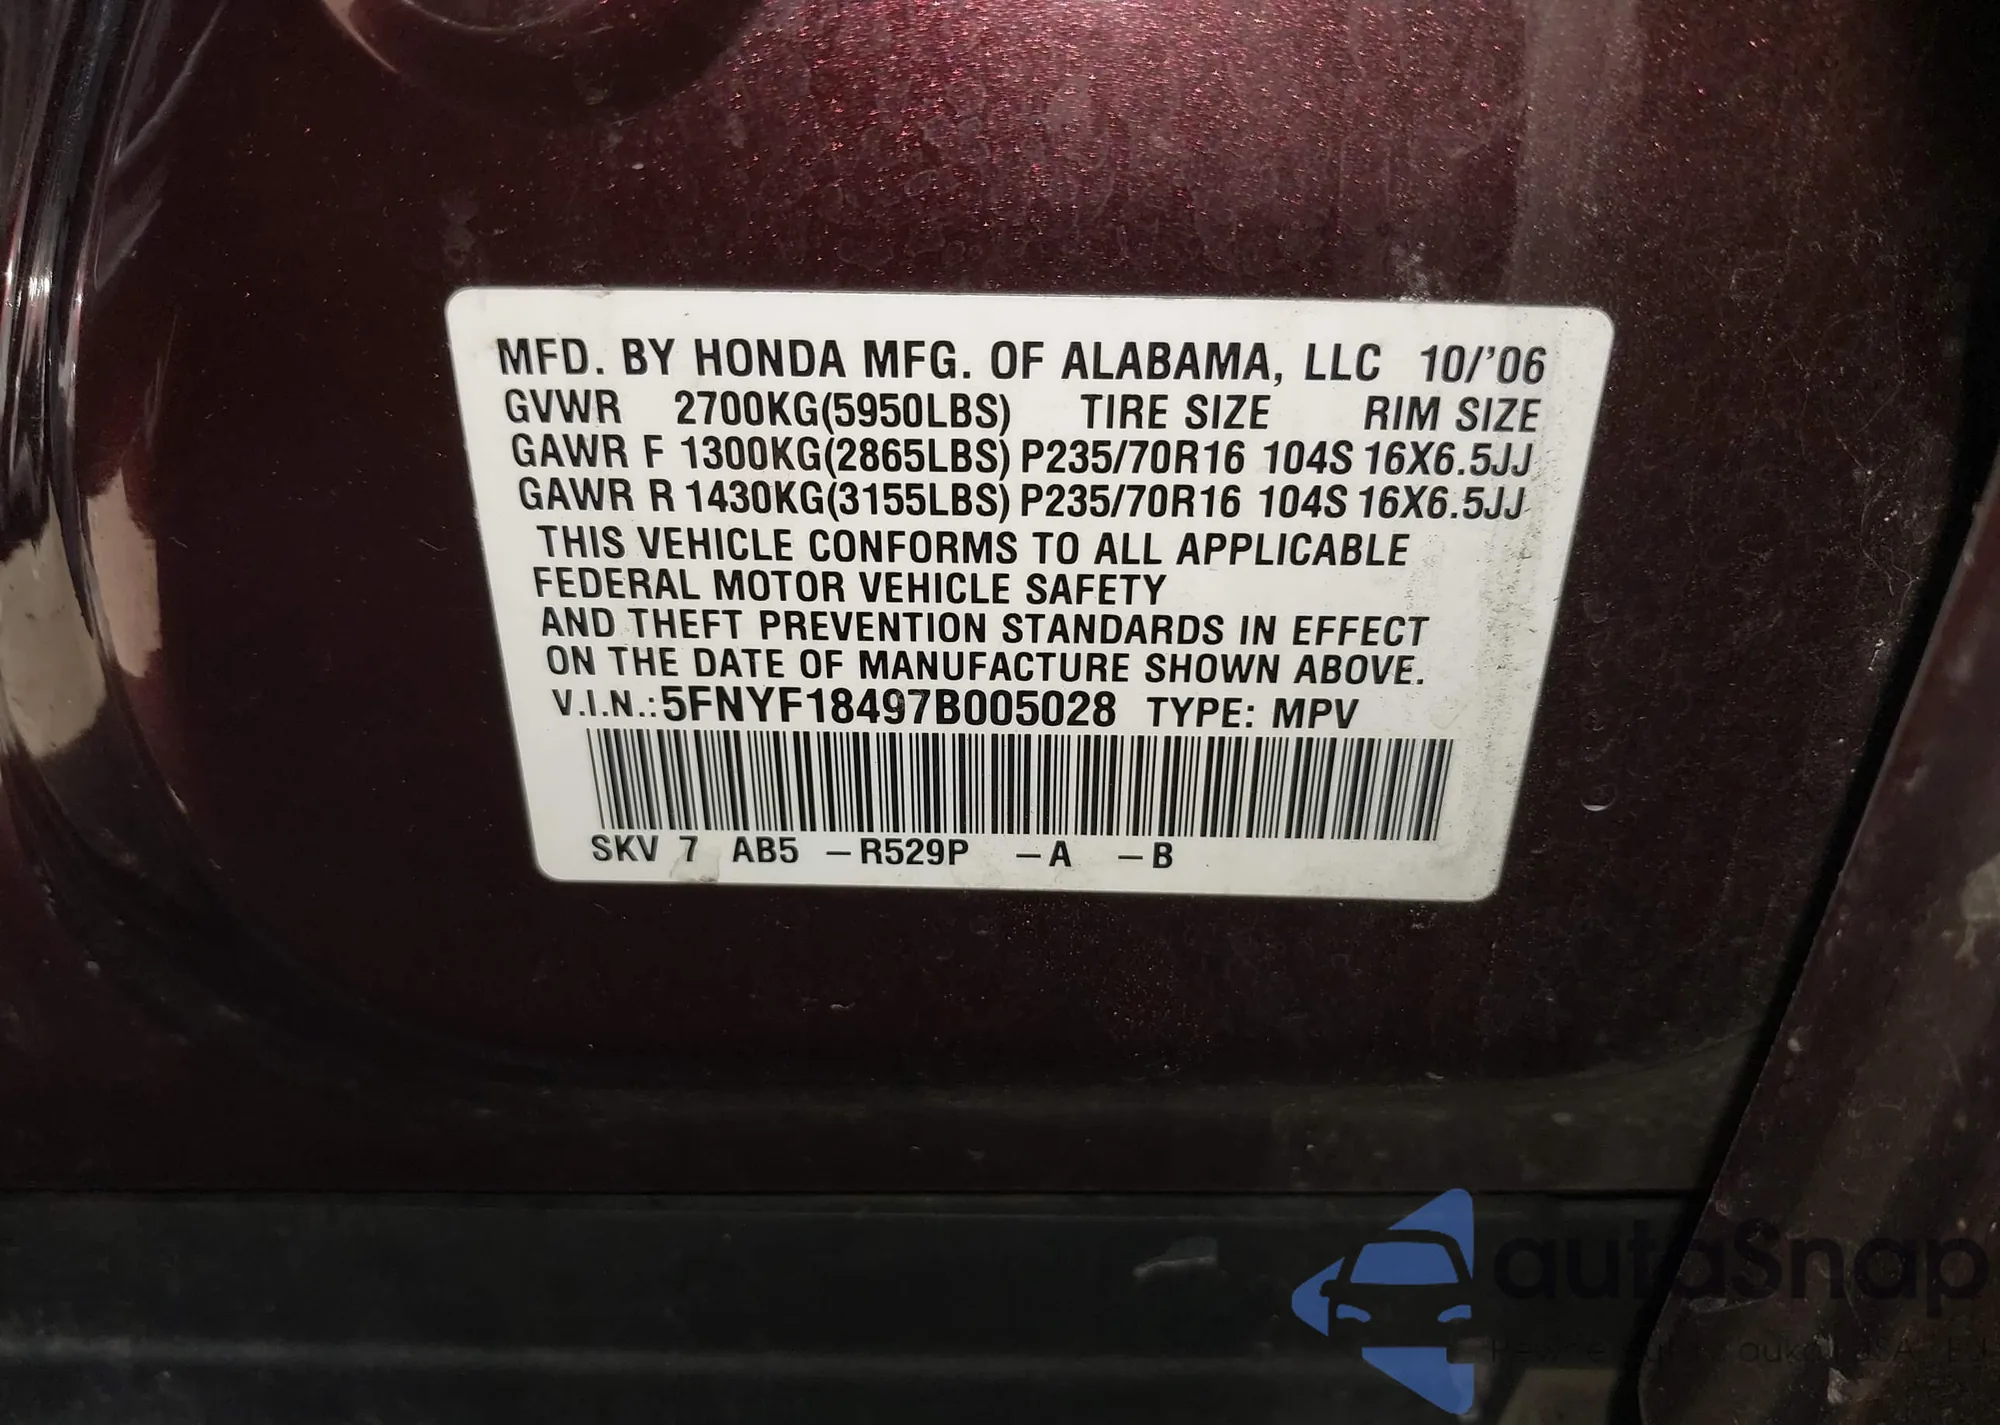 MFD. BY HONDA MFG. OF ALABAMA, LLC 10/'06
GVWR 2700KG(5950LBS) TIRE SIZE RIM SIZE
GAWR F 1300KG(2865LBS) P235/70R16 104S 16X6.5JJ
GAWR R 1430KG(3155LBS) P235/70R16 104S 16X6.5JJ
THIS VEHICLE CONFORMS TO ALL APPLICABLE
FEDERAL MOTOR VEHICLE SAFETY
AND THEFT PREVENTION STANDARDS IN EFFECT
ON THE DATE OF MANUFACTURE SHOWN ABOVE.
V.I.N.:5FNYF18497B005028 TYPE: MPV
SKV 7 AB5 –R529P –A –B
autaSnap